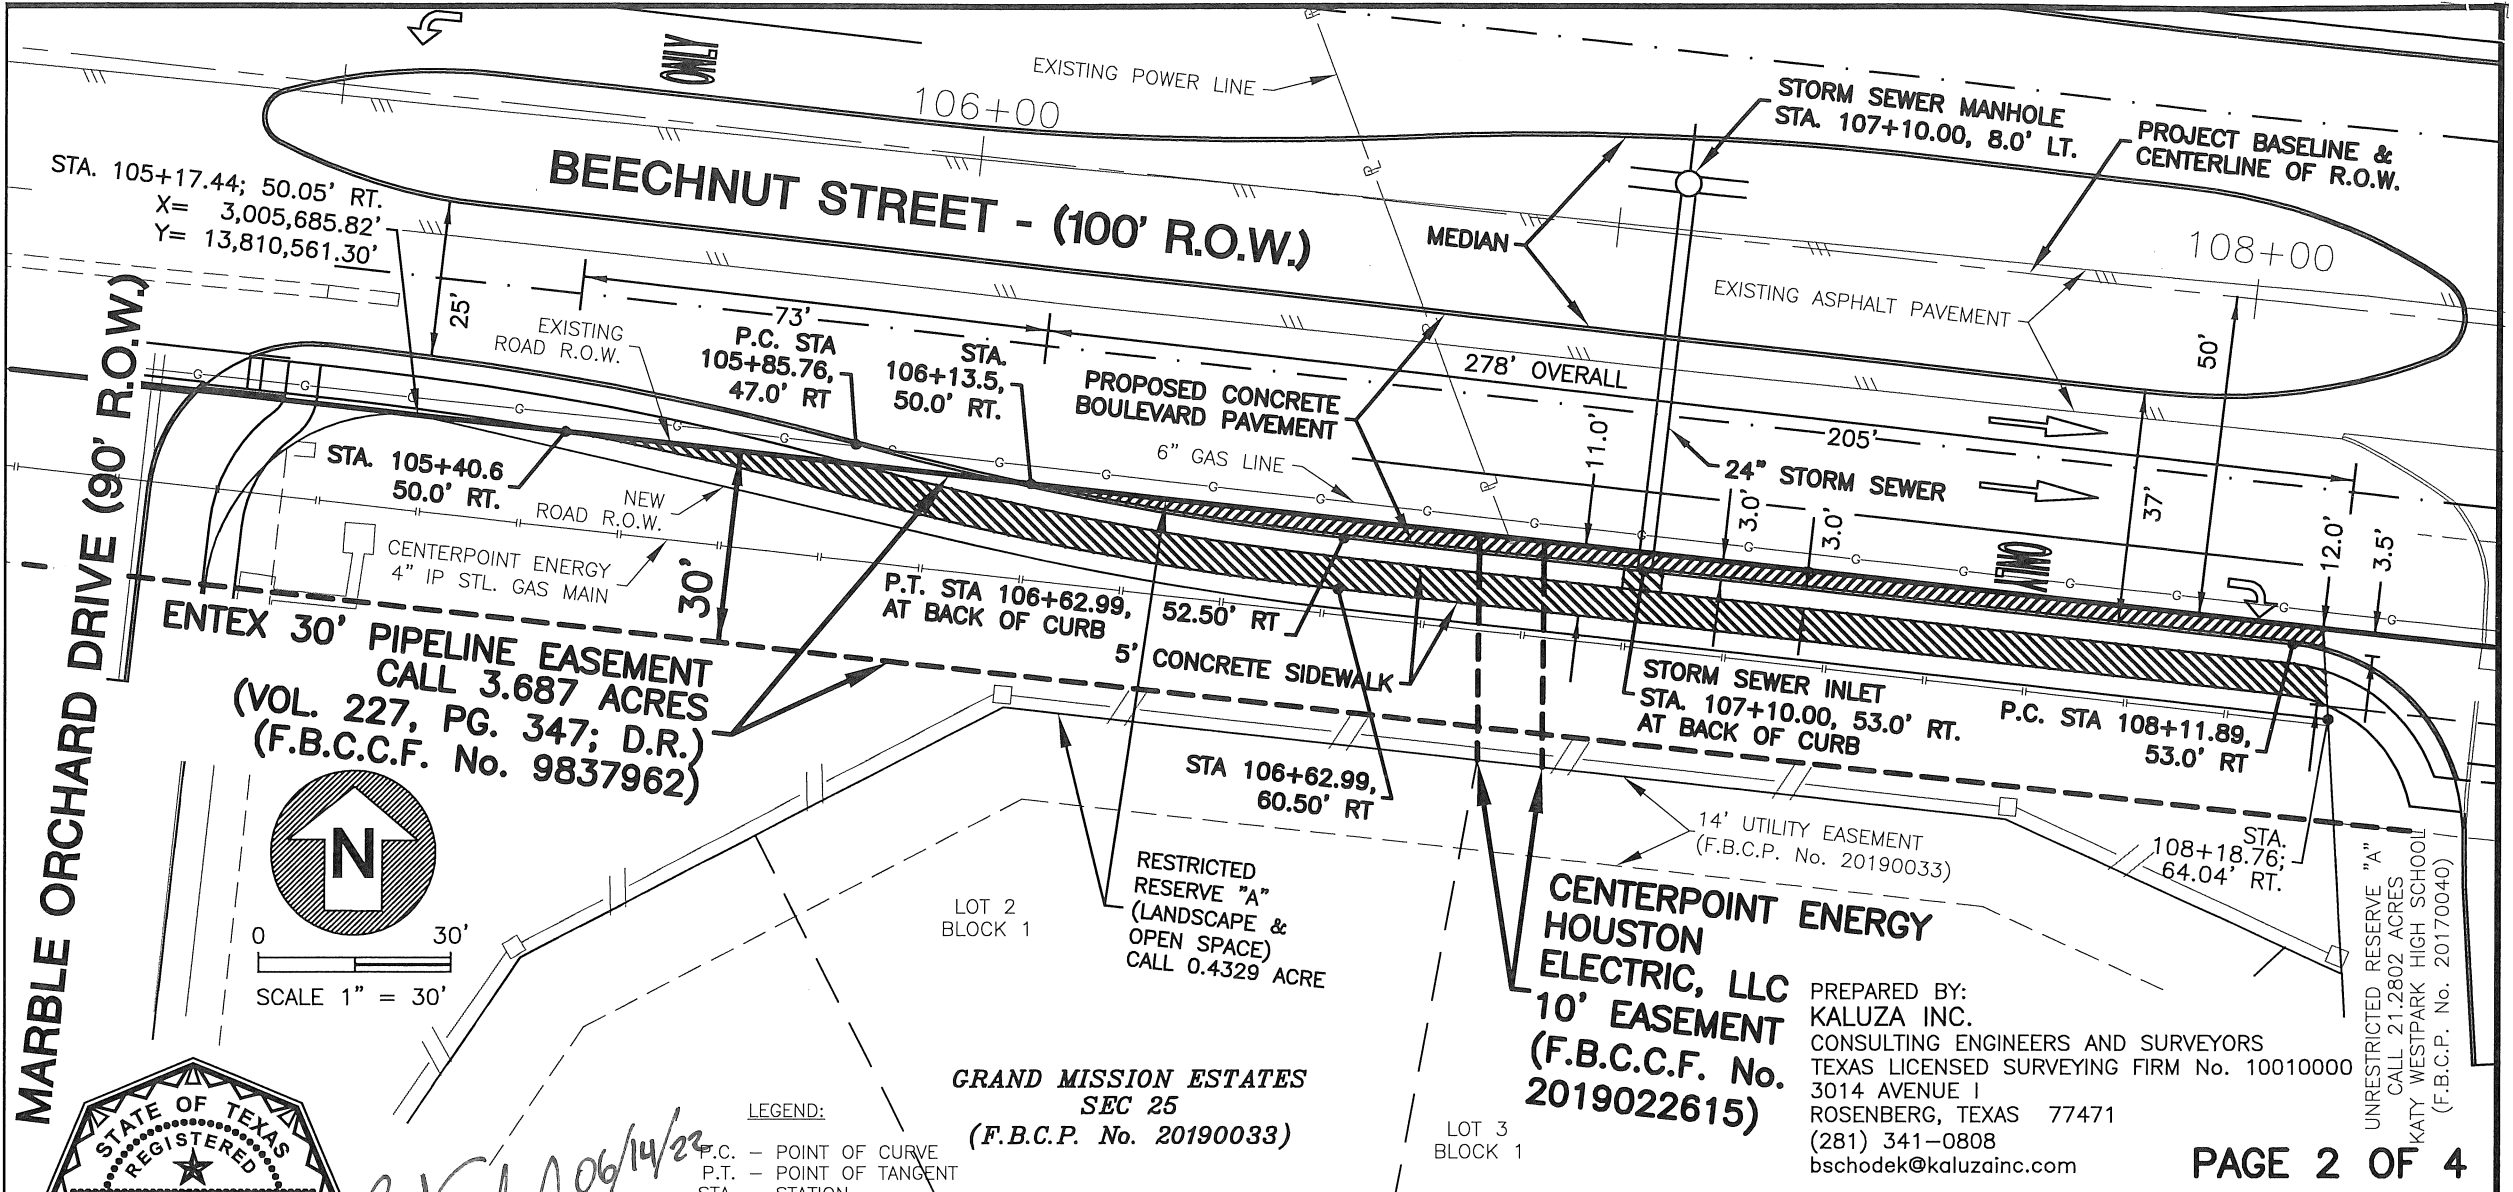 ONLY
EXISTING POWER LINE
106+00
STORM SEWER MANHOLE
STA. 107+10.00, 8.0' LT.
PROJECT BASELINE &
CENTERLINE OF R.O.W.
STA. 105+17.44; 50.05' RT.
X= 3,005,685.82'
Y= 13,810,561.30'
BEECHNUT STREET - (100' R.O.W.)
MEDIAN
108+00
EXISTING ASPHALT PAVEMENT
25'
EXISTING
ROAD R.O.W.
73'
P.C. STA
105+85.76,
47.0' RT
STA.
106+13.5,
50.0' RT.
PROPOSED CONCRETE
BOULEVARD PAVEMENT
6" GAS LINE
278' OVERALL
50'
11.0'
205'
24" STORM SEWER
3.0'
3.0'
37'
ONLY
12.0'
3.5'
STA. 105+40.6
50.0' RT.
NEW
ROAD R.O.W.
CENTERPOINT ENERGY
4" IP STL. GAS MAIN
30'
MARBLE ORCHARD DRIVE (90' R.O.W.)
ENTEX 30' PIPELINE EASEMENT
CALL 3.687 ACRES
(VOL. 227, PG. 347; D.R.)
(F.B.C.C.F. No. 9837962)
P.T. STA 106+62.99, 52.50' RT
AT BACK OF CURB
5' CONCRETE SIDEWALK
STORM SEWER INLET
STA. 107+10.00, 53.0' RT.
AT BACK OF CURB
P.C. STA 108+11.89,
53.0' RT
STA 106+62.99,
60.50' RT
14' UTILITY EASEMENT
(F.B.C.P. No. 20190033)
STA.
108+18.76;
64.04' RT.
N
0 30'
SCALE 1" = 30'
LOT 2
BLOCK 1
RESTRICTED
RESERVE "A"
(LANDSCAPE &
OPEN SPACE)
CALL 0.4329 ACRE
CENTERPOINT ENERGY
HOUSTON
ELECTRIC, LLC
10' EASEMENT
(F.B.C.C.F. No.
2019022615)
UNRESTRICTED RESERVE "A"
CALL 21.2802 ACRES
KATY WESTPARK HIGH SCHOOL
(F.B.C.P. No. 20170040)
PREPARED BY:
KALUZA INC.
CONSULTING ENGINEERS AND SURVEYORS
TEXAS LICENSED SURVEYING FIRM No. 10010000
3014 AVENUE I
ROSENBERG, TEXAS 77471
(281) 341-0808
bschodek@kaluzainc.com
GRAND MISSION ESTATES
SEC 25
(F.B.C.P. No. 20190033)
LOT 3
BLOCK 1
STATE OF TEXAS
REGISTERED
06/14/22
LEGEND:
P.C. - POINT OF CURVE
P.T. - POINT OF TANGENT
STA. - STATION
PAGE 2 OF 4